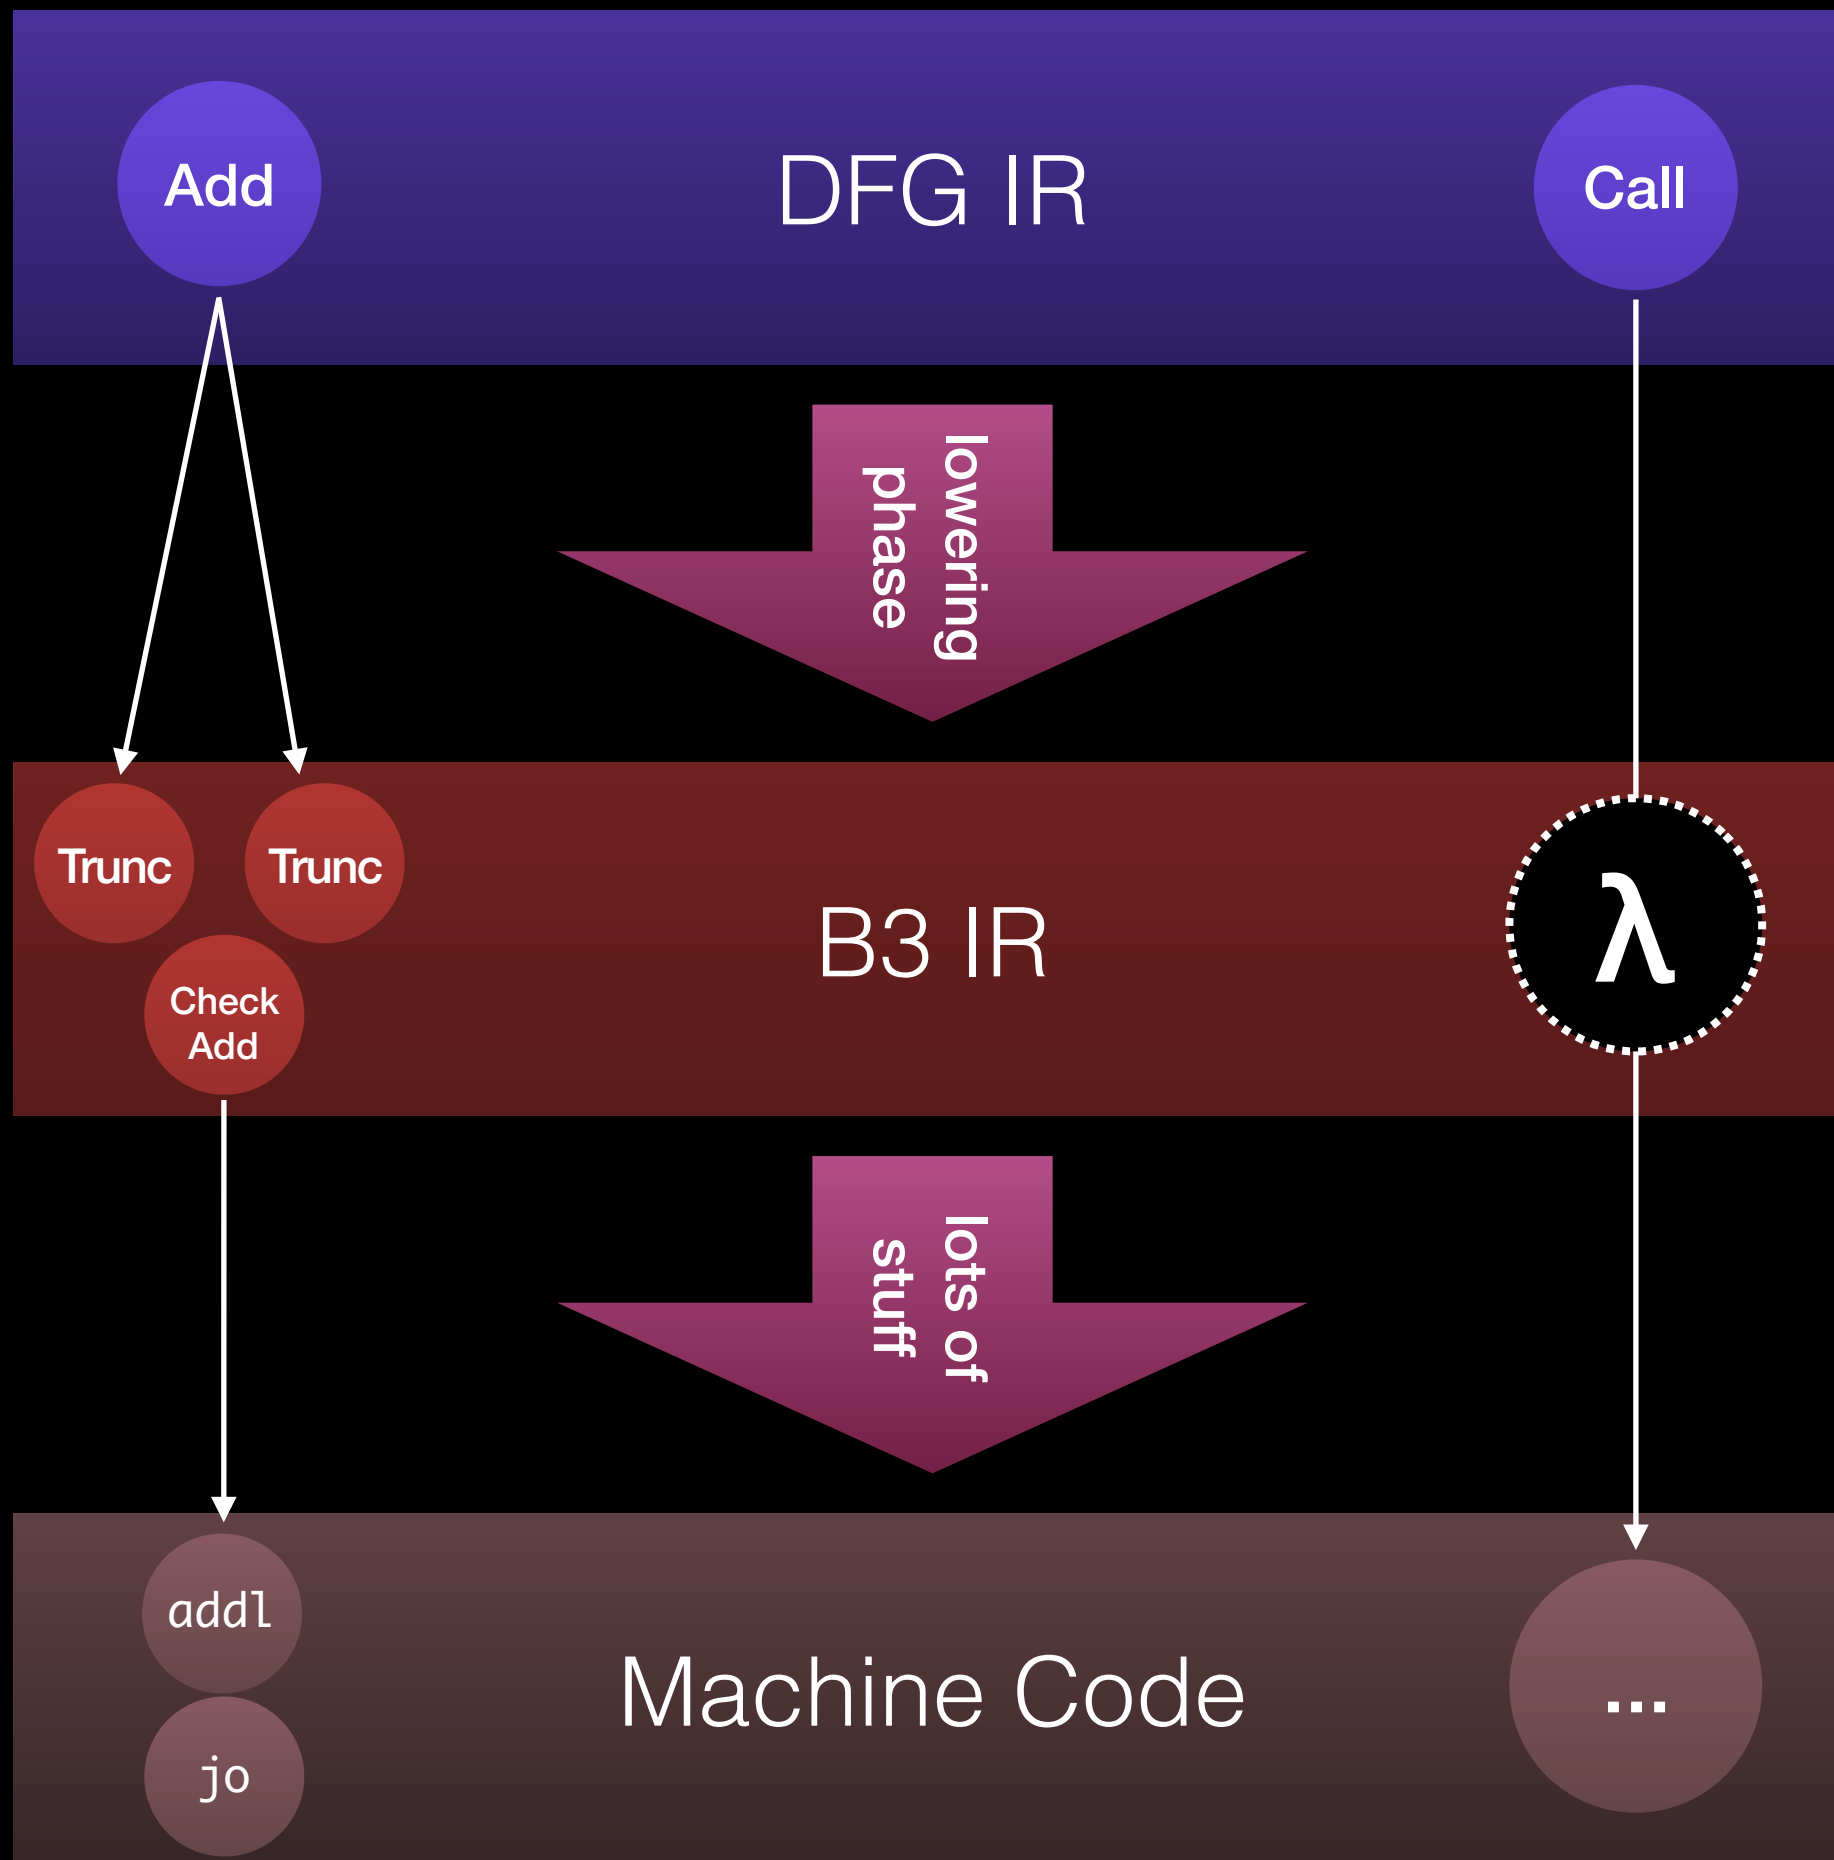 Add
DFG IR
Call
lowering
phase
Trunc
Trunc
Check
Add
B3 IR
λ
lots of
stuff
addl
jo
Machine Code
...